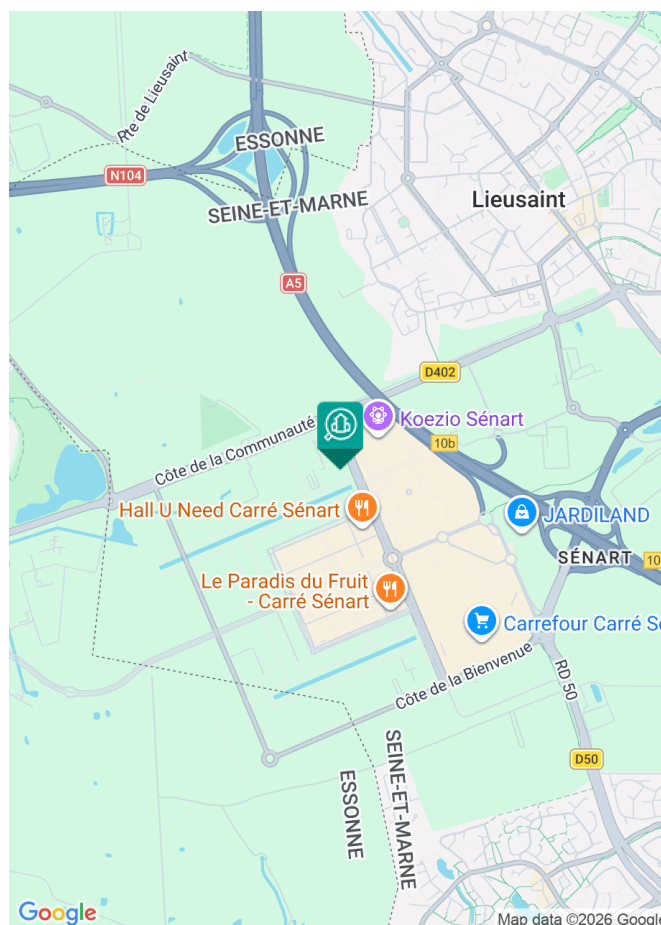 Rte de Lieusaint
ESSONNE
N104
SEINE-ET-MARNE
Lieusaint
A5
D402
Koezio Sénart
Côte de la Communauté
10b
Hall U Need Carré Sénart
JARDILAND
SÉNART
10
Le Paradis du Fruit
- Carré Sénart
Carrefour Carré Sé
Côte de la Bienvenue
RD 50
SEINE-ET-MARNE
ESSONNE
D50
Google
Map data ©2026 Google